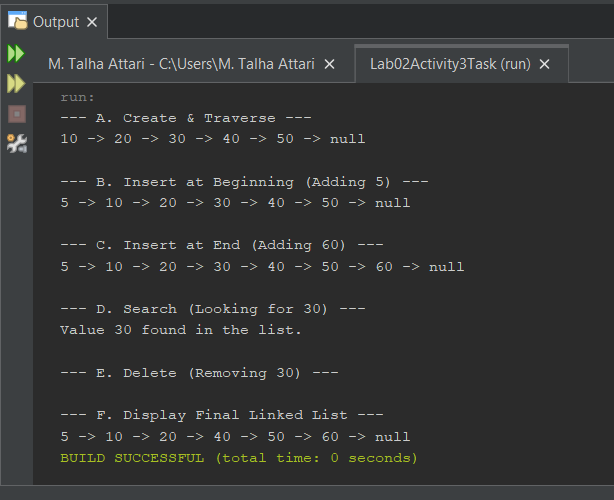 Output
M. Talha Attari - C:\Users\M. Talha Attari
Lab02Activity3Task (run)
run:
--- A. Create & Traverse ---
10 -> 20 -> 30 -> 40 -> 50 -> null
--- B. Insert at Beginning (Adding 5) ---
5 -> 10 -> 20 -> 30 -> 40 -> 50 -> null
--- C. Insert at End (Adding 60) ---
5 -> 10 -> 20 -> 30 -> 40 -> 50 -> 60 -> null
--- D. Search (Looking for 30) ---
Value 30 found in the list.
--- E. Delete (Removing 30) ---
--- F. Display Final Linked List ---
5 -> 10 -> 20 -> 40 -> 50 -> 60 -> null
BUILD SUCCESSFUL (total time: 0 seconds)